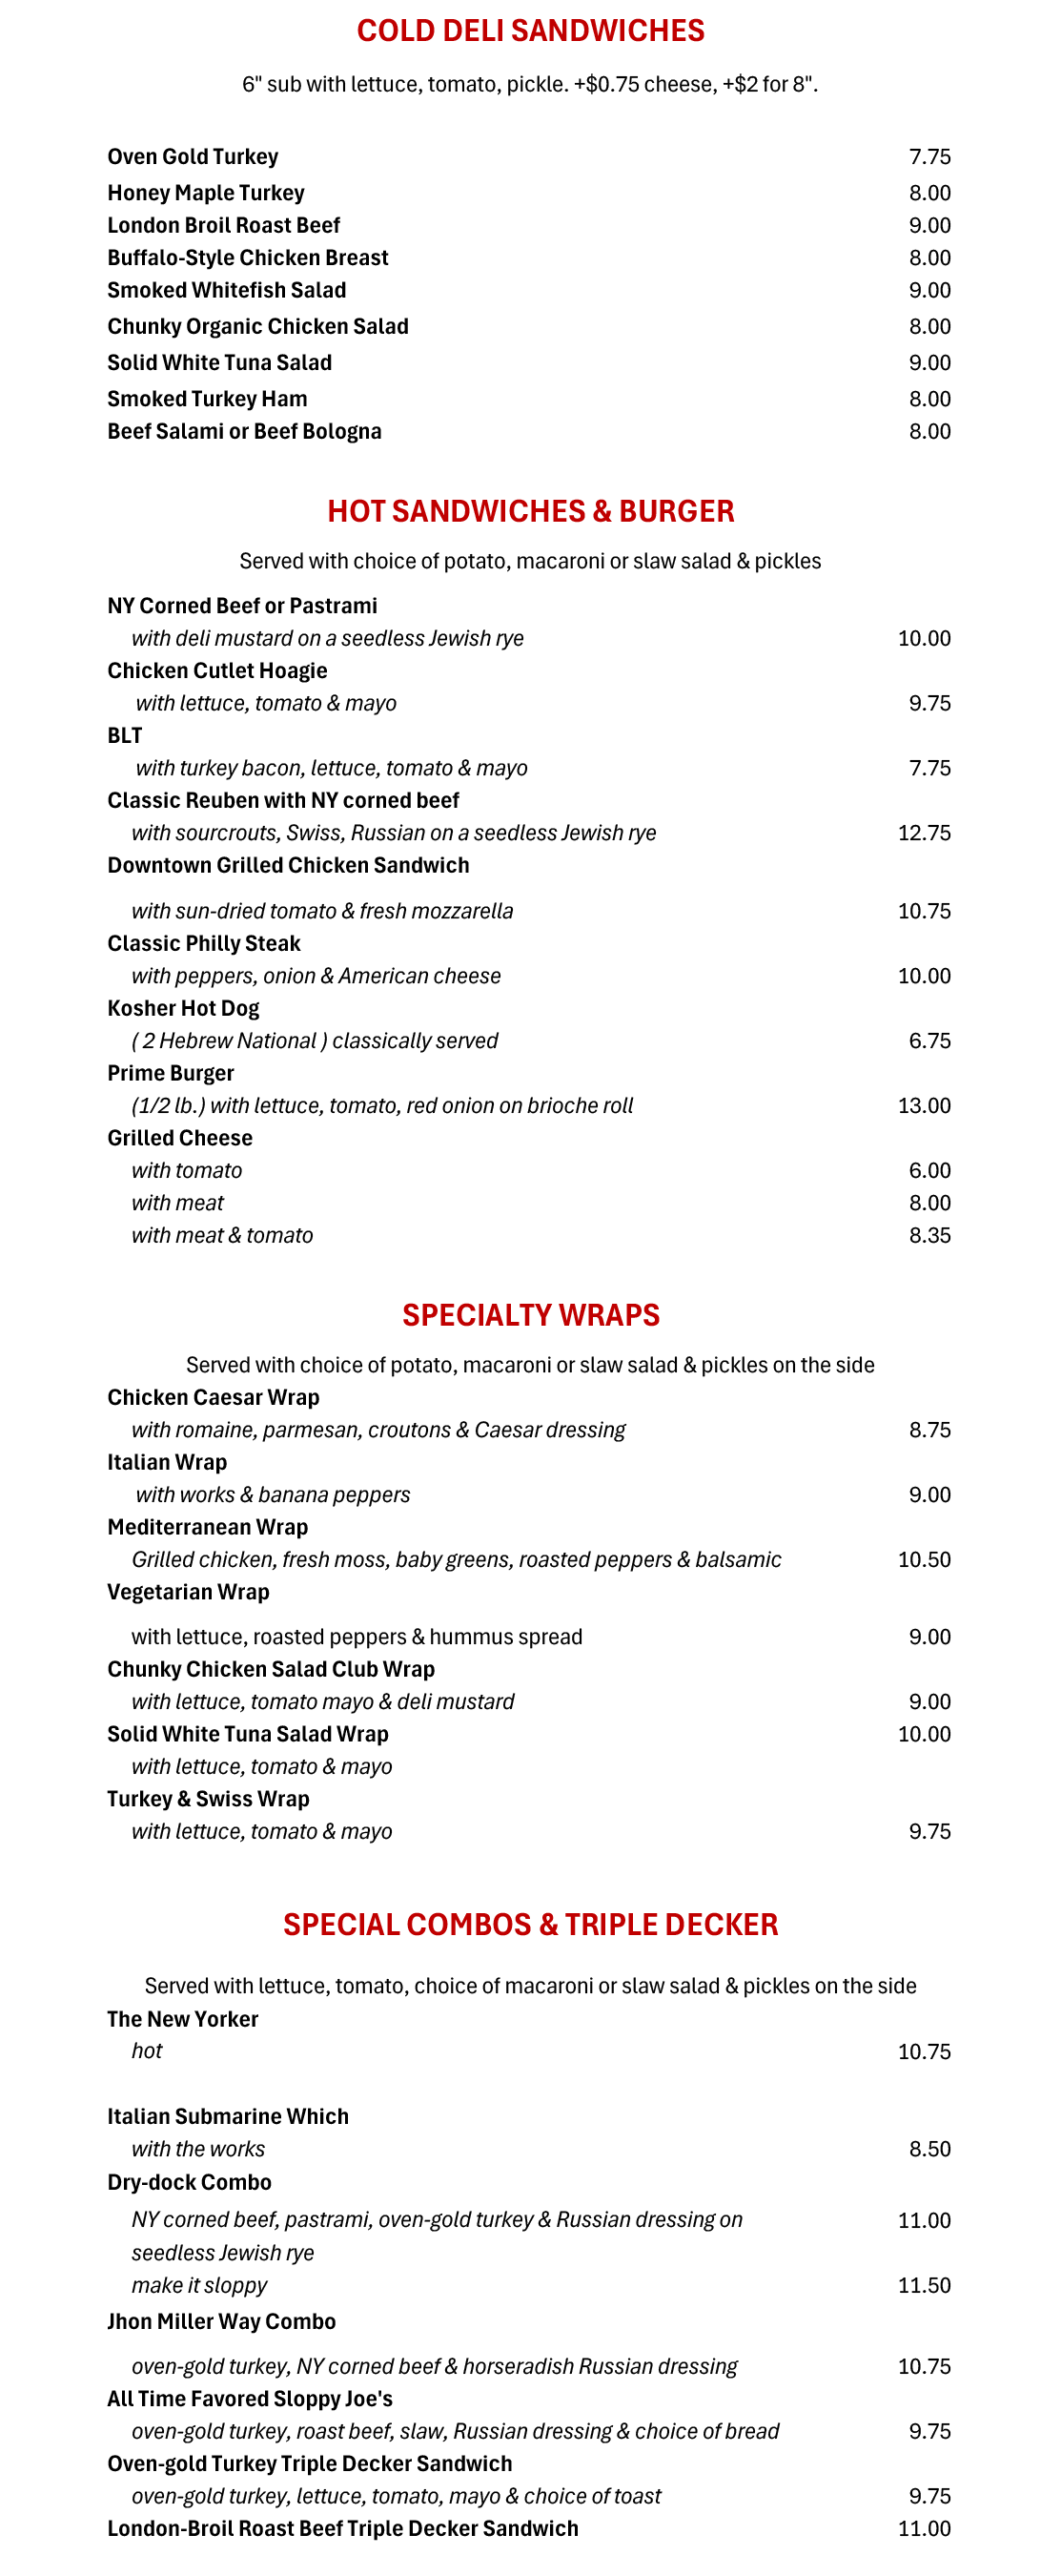 COLD DELI SANDWICHES
6" sub with lettuce, tomato, pickle. +$0.75 cheese, +$2 for 8".
Oven Gold Turkey 7.75
Honey Maple Turkey 8.00
London Broil Roast Beef 9.00
Buffalo-Style Chicken Breast 8.00
Smoked Whitefish Salad 9.00
Chunky Organic Chicken Salad 8.00
Solid White Tuna Salad 9.00
Smoked Turkey Ham 8.00
Beef Salami or Beef Bologna 8.00
HOT SANDWICHES & BURGER
Served with choice of potato, macaroni or slaw salad & pickles
NY Corned Beef or Pastrami
with deli mustard on a seedless Jewish rye 10.00
Chicken Cutlet Hoagie
with lettuce, tomato & mayo 9.75
BLT
with turkey bacon, lettuce, tomato & mayo 7.75
Classic Reuben with NY corned beef
with sourcrouts, Swiss, Russian on a seedless Jewish rye 12.75
Downtown Grilled Chicken Sandwich
with sun-dried tomato & fresh mozzarella 10.75
Classic Philly Steak
with peppers, onion & American cheese 10.00
Kosher Hot Dog
( 2 Hebrew National ) classically served 6.75
Prime Burger
(1/2 lb.) with lettuce, tomato, red onion on brioche roll 13.00
Grilled Cheese
with tomato 6.00
with meat 8.00
with meat & tomato 8.35
SPECIALTY WRAPS
Served with choice of potato, macaroni or slaw salad & pickles on the side
Chicken Caesar Wrap
with romaine, parmesan, croutons & Caesar dressing 8.75
Italian Wrap
with works & banana peppers 9.00
Mediterranean Wrap
Grilled chicken, fresh moss, baby greens, roasted peppers & balsamic 10.50
Vegetarian Wrap
with lettuce, roasted peppers & hummus spread 9.00
Chunky Chicken Salad Club Wrap
with lettuce, tomato mayo & deli mustard 9.00
Solid White Tuna Salad Wrap 10.00
with lettuce, tomato & mayo
Turkey & Swiss Wrap
with lettuce, tomato & mayo 9.75
SPECIAL COMBOS & TRIPLE DECKER
Served with lettuce, tomato, choice of macaroni or slaw salad & pickles on the side
The New Yorker
hot 10.75
Italian Submarine Which
with the works 8.50
Dry-dock Combo
NY corned beef, pastrami, oven-gold turkey & Russian dressing on 11.00
seedless Jewish rye
make it sloppy 11.50
Jhon Miller Way Combo
oven-gold turkey, NY corned beef & horseradish Russian dressing 10.75
All Time Favored Sloppy Joe's
oven-gold turkey, roast beef, slaw, Russian dressing & choice of bread 9.75
Oven-gold Turkey Triple Decker Sandwich
oven-gold turkey, lettuce, tomato, mayo & choice of toast 9.75
London-Broil Roast Beef Triple Decker Sandwich 11.00